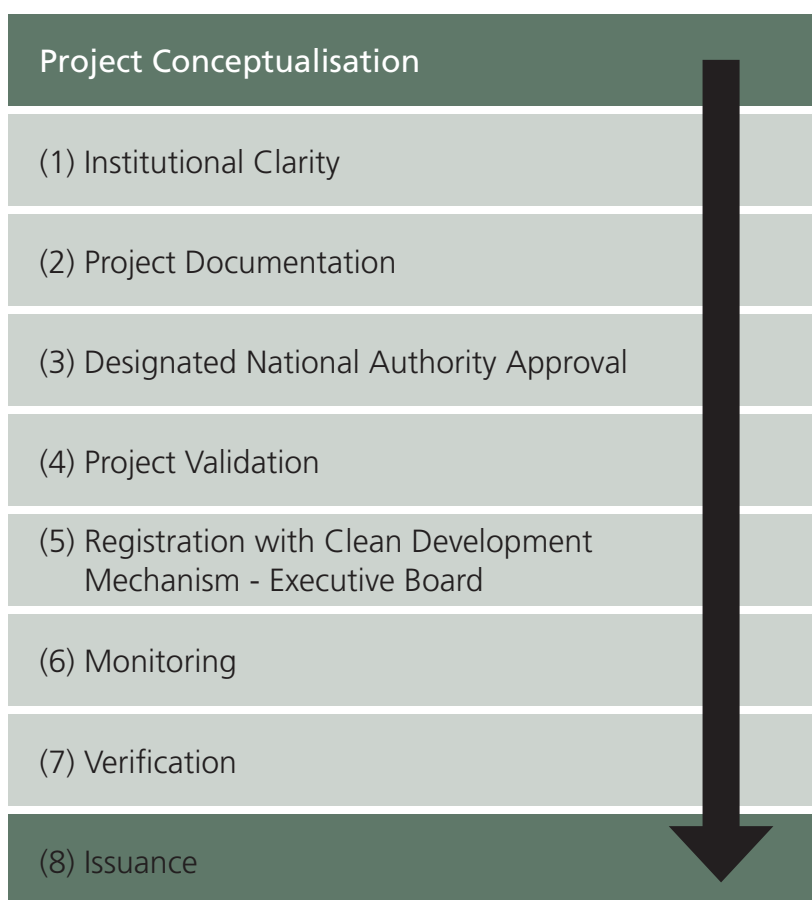 Project Conceptualisation
(1) Institutional Clarity
(2) Project Documentation
(3) Designated National Authority Approval
(4) Project Validation
(5) Registration with Clean Development
Mechanism - Executive Board
(6) Monitoring
(7) Verification
(8) Issuance